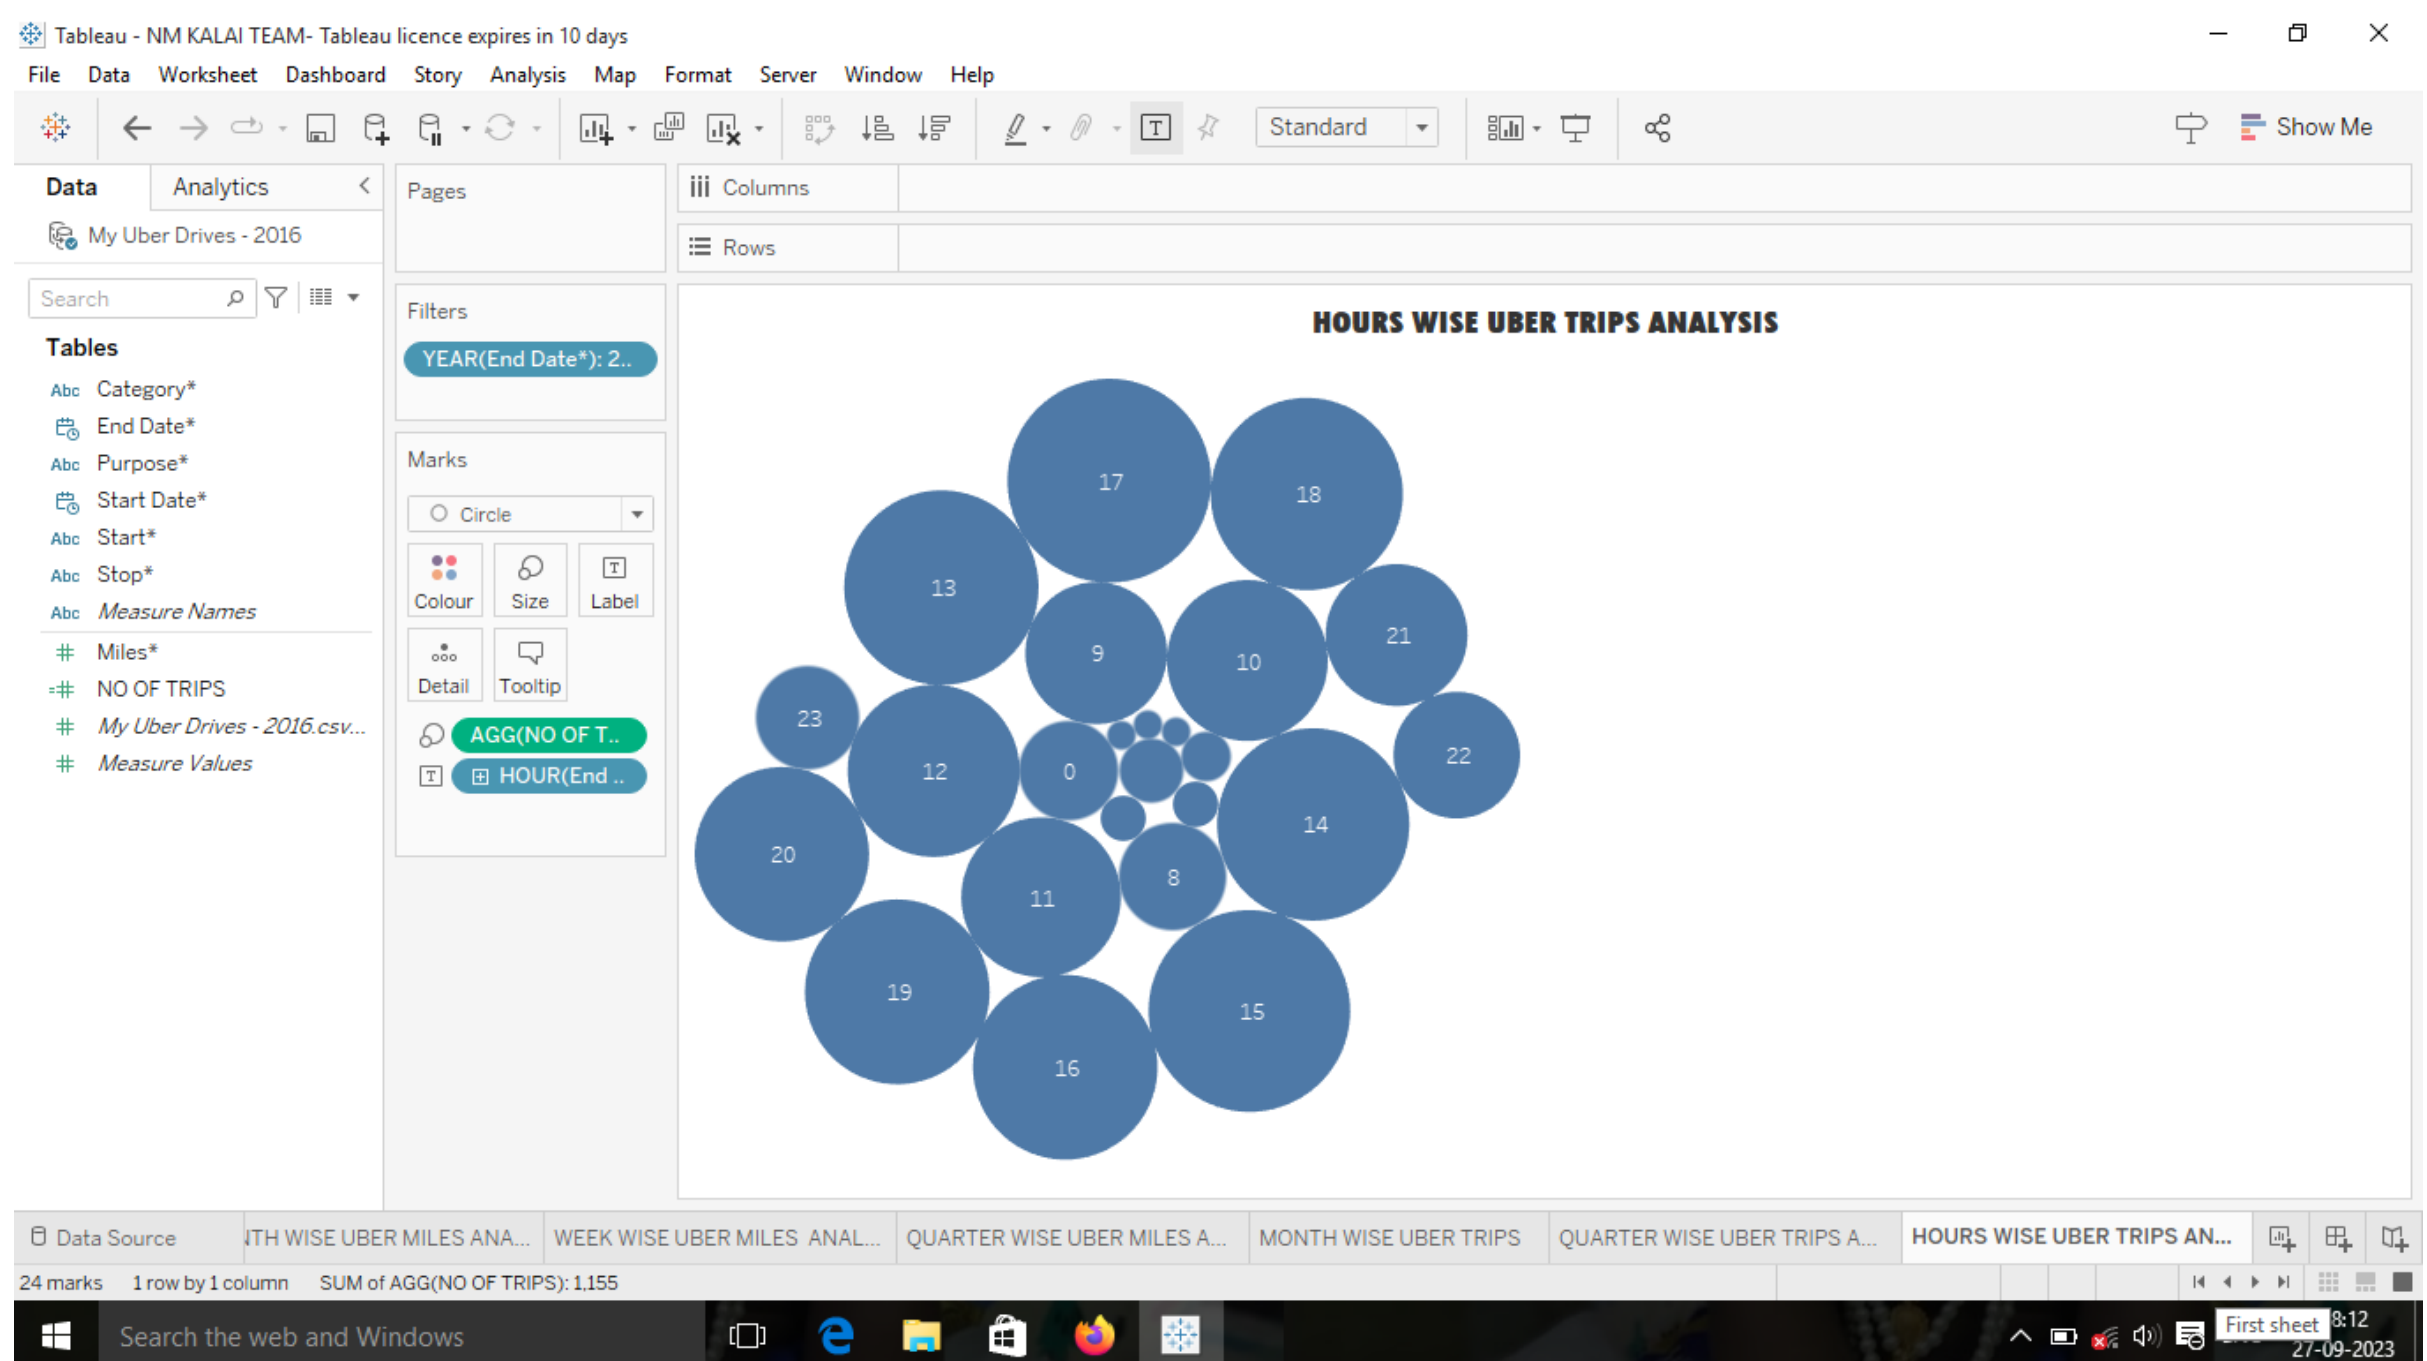 Tableau - NM KALAI TEAM- Tableau licence expires in 10 days
File Data Worksheet Dashboard Story Analysis Map Format Server Window Help
Standard
Show Me
Data Analytics
My Uber Drives - 2016
Search
Tables
Abc Category*
End Date*
Abc Purpose*
Start Date*
Abc Start*
Abc Stop*
Abc Measure Names
# Miles*
=# NO OF TRIPS
# My Uber Drives - 2016.csv...
# Measure Values
Pages
Filters
YEAR(End Date*): 2..
Marks
Circle
Colour Size Label
Detail Tooltip
AGG(NO OF T..
HOUR(End ..
Columns
Rows
HOURS WISE UBER TRIPS ANALYSIS
17
18
13
21
9
10
23
22
12
0
14
20
8
11
19
15
16
Data Source
TH WISE UBER MILES ANA...
WEEK WISE UBER MILES ANAL...
QUARTER WISE UBER MILES A...
MONTH WISE UBER TRIPS
QUARTER WISE UBER TRIPS A...
HOURS WISE UBER TRIPS AN...
24 marks 1 row by 1 column SUM of AGG(NO OF TRIPS): 1,155
Search the web and Windows
First sheet
8:12
27-09-2023